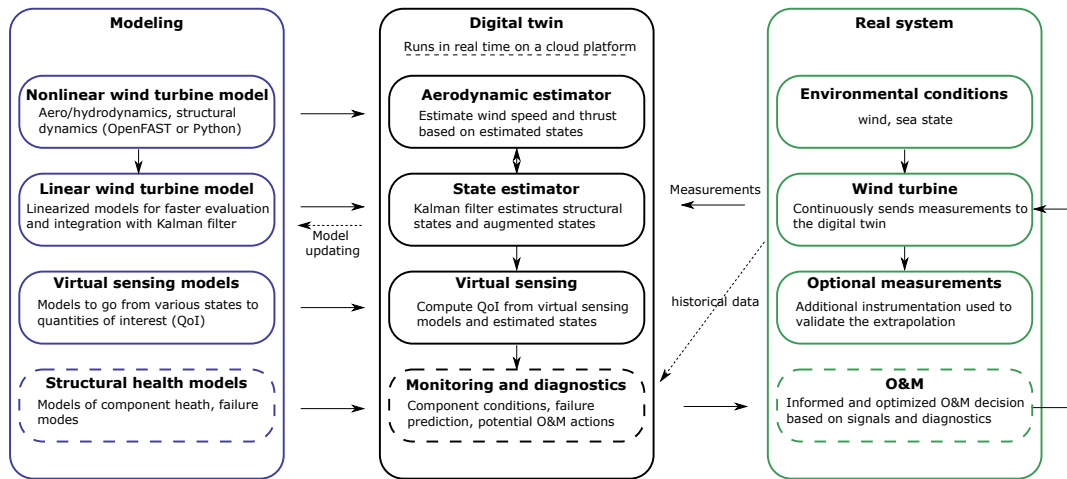 Modeling
Nonlinear wind turbine model
Aero/hydrodynamics, structural
dynamics (OpenFAST or Python)
Linear wind turbine model
Linearized models for faster evaluation
and integration with Kalman filter
Virtual sensing models
Models to go from various states to
quantities of interest (QoI)
Structural health models
Models of component heath, failure
modes
Model
updating
Digital twin
Runs in real time on a cloud platform
Aerodynamic estimator
Estimate wind speed and thrust
based on estimated states
State estimator
Kalman filter estimates structural
states and augmented states
Virtual sensing
Compute QoI from virtual sensing
models and estimated states
Monitoring and diagnostics
Component conditions, failure
prediction, potential O&M actions
Measurements
historical data
Real system
Environmental conditions
wind, sea state
Wind turbine
Continuously sends measurements to
the digital twin
Optional measurements
Additional instrumentation used to
validate the extrapolation
O&M
Informed and optimized O&M decision
based on signals and diagnostics